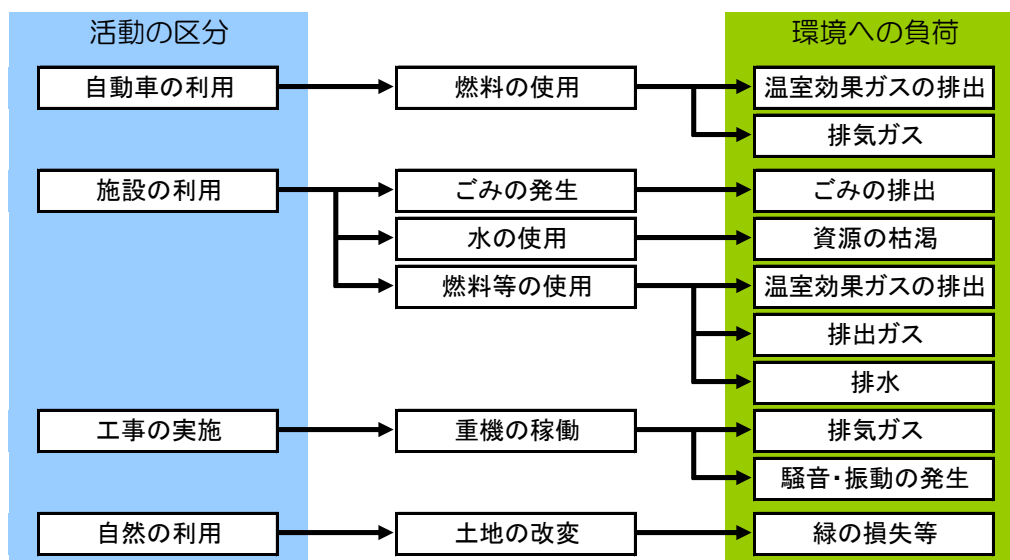 活動の区分
環境への負荷
自動車の利用
燃料の使用
温室効果ガスの排出
排気ガス
施設の利用
ごみの発生
ごみの排出
水の使用
資源の枯渇
燃料等の使用
温室効果ガスの排出
排出ガス
排水
工事の実施
重機の稼働
排気ガス
騒音・振動の発生
自然の利用
土地の改変
緑の損失等